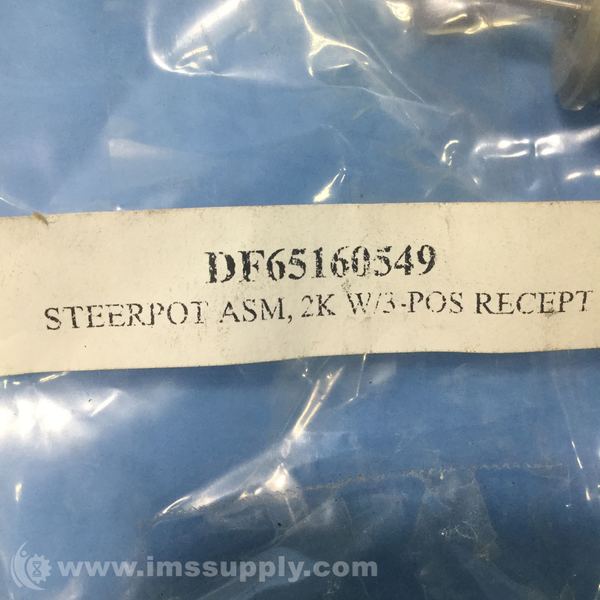 DF65160549
STEERPOT ASM, 2K W/3-POS RECEPT
www.imssupply.com